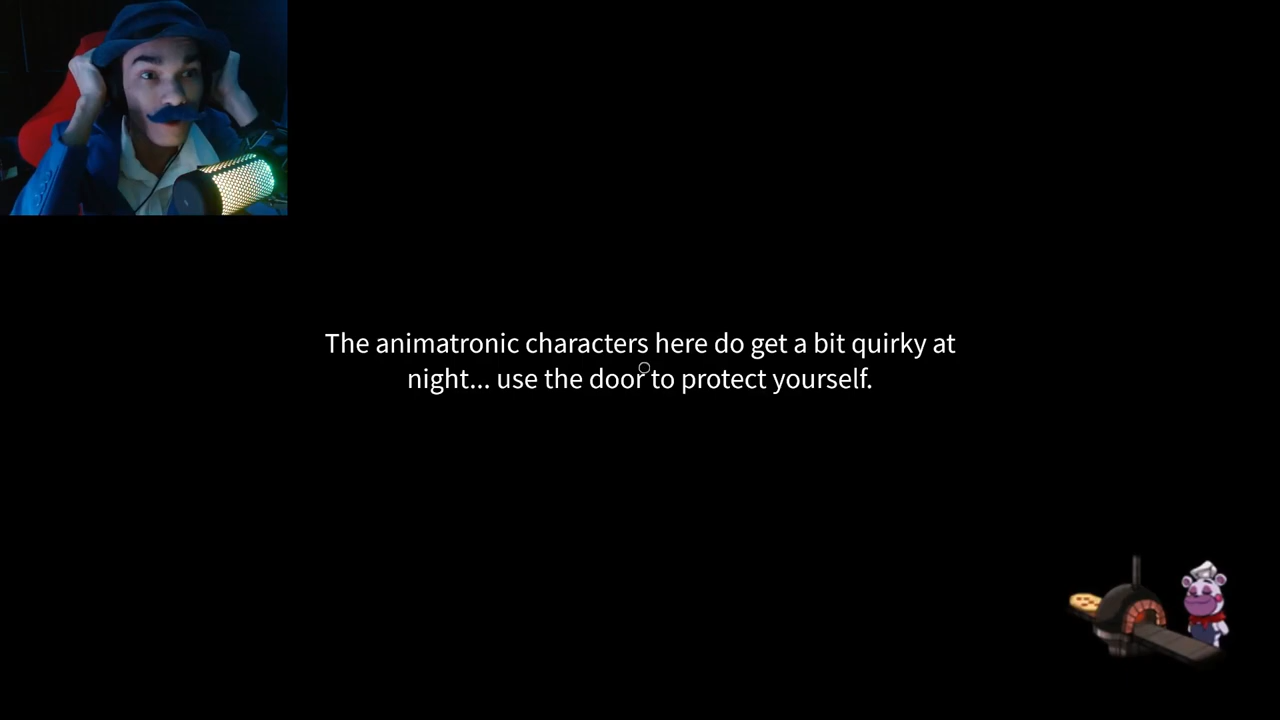 The animatronic characters here do get a bit quirky at
night... use the door to protect yourself.